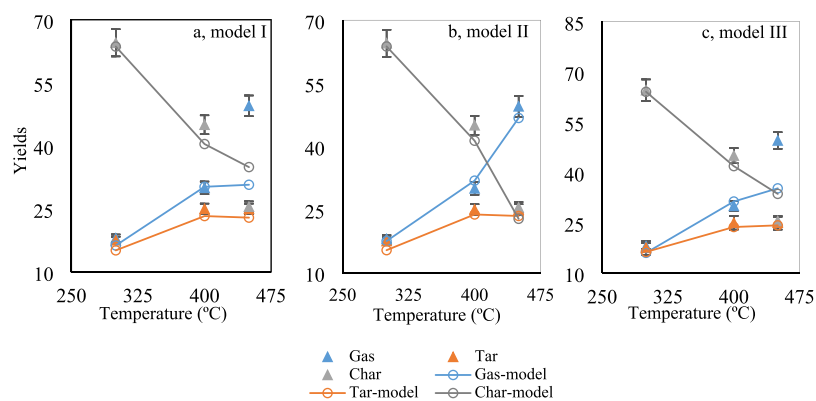 a, model I
70
55
40
25
10
Yields
250 325 400 475
Temperature (ºC)
b, model II
70
55
40
25
10
250 325 400 475
Temperature (ºC)
c, model III
85
70
55
40
25
10
250 325 400 475
Temperature (ºC)
Gas Tar
Char Gas-model
Tar-model Char-model